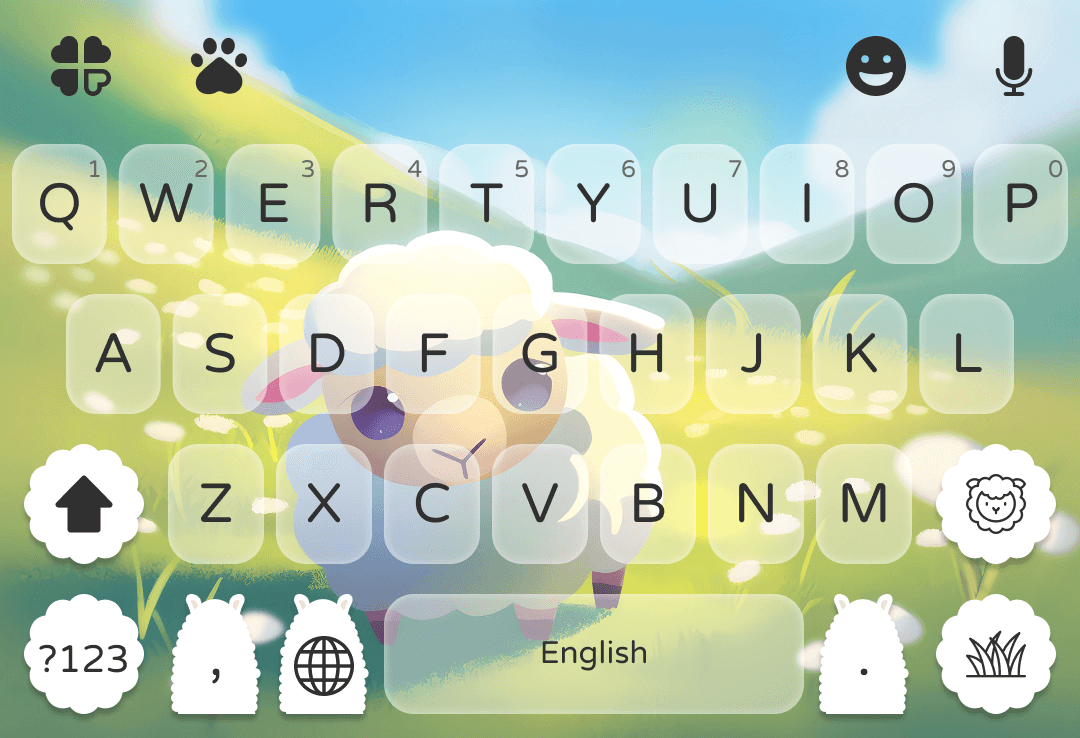 1 2 3 4 5 6 7 8 9 0
Q W E R T Y U I O P
A S D F G H J K L
Z X C V B N M
?123 , English .